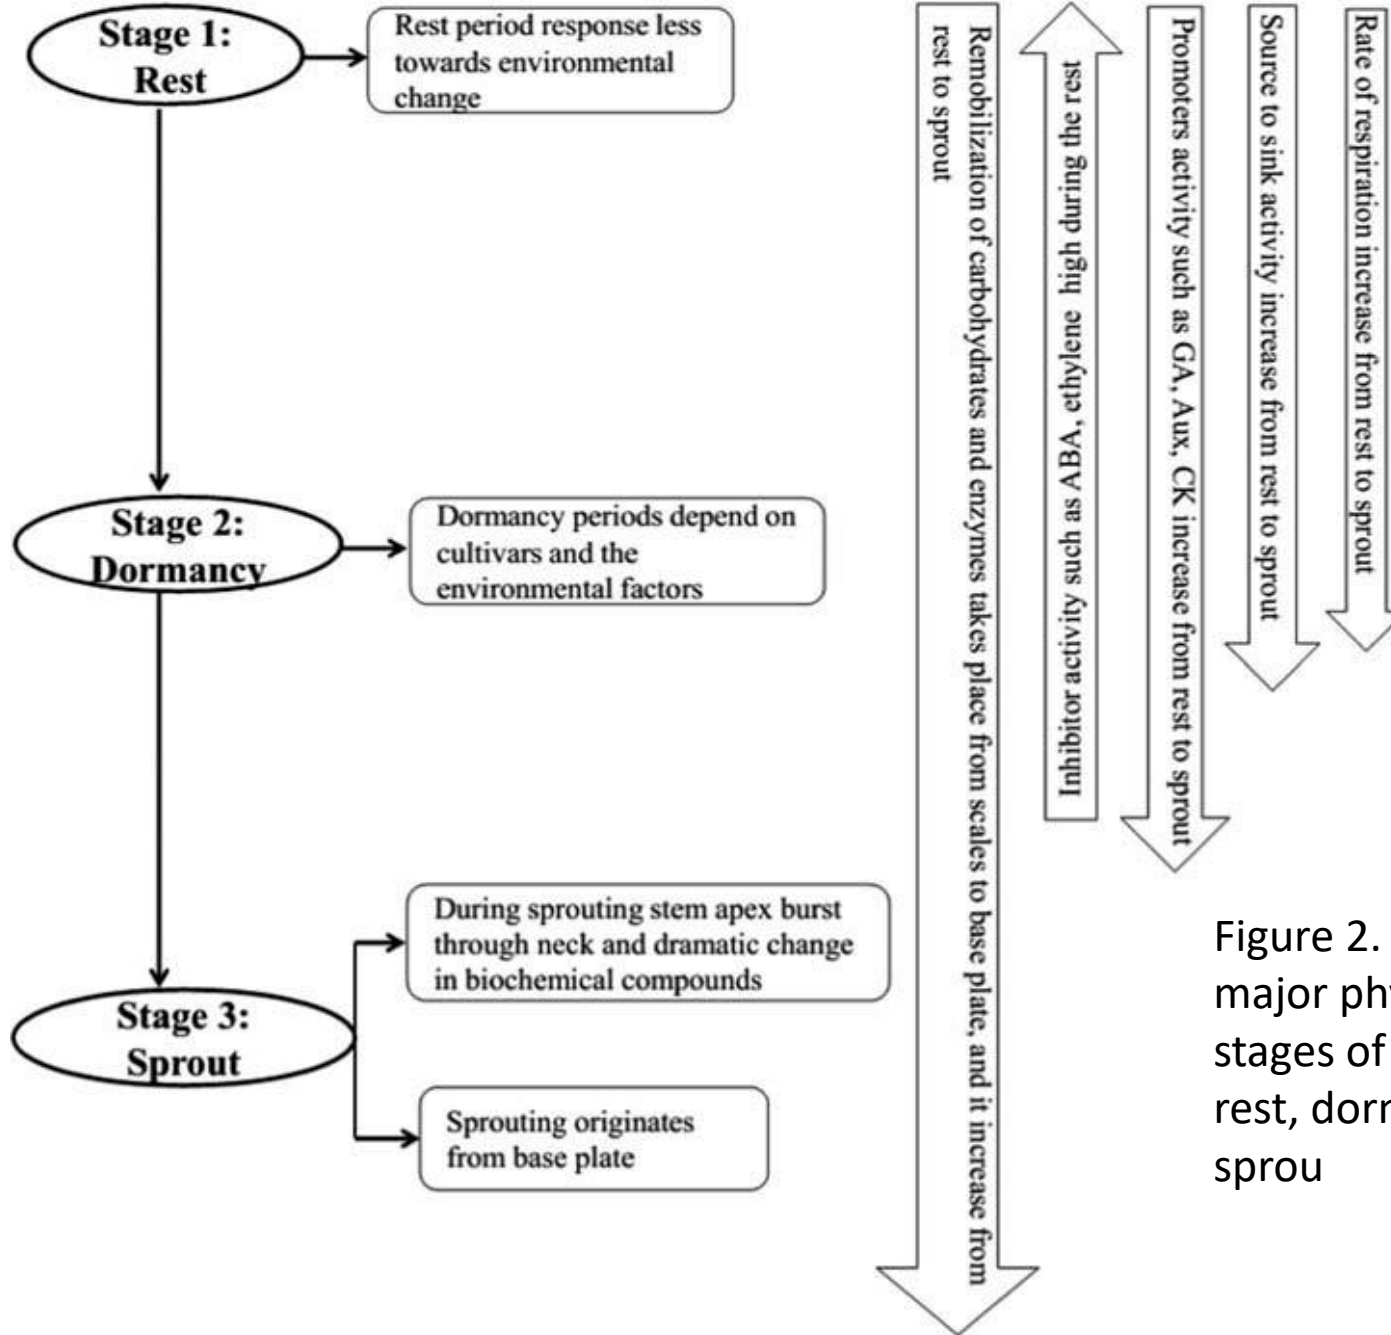 Stage 1:
Rest
Rest period response less
towards environmental
change
Stage 2:
Dormancy
Dormancy periods depend on
cultivars and the
environmental factors
Stage 3:
Sprout
During sprouting stem apex burst
through neck and dramatic change
in biochemical compounds
Sprouting originates
from base plate
Remobilization of carbohydrates and enzymes takes place from scales to base plate, and it increase from
rest to sprout
Inhibitor activity such as ABA, ethylene high during the rest
Promoters activity such as GA, Aux, CK increase from rest to sprout
Source to sink activity increase from rest to sprout
Rate of respiration increase from rest to sprout
Figure 2.
major phy
stages of
rest, dorr
sprou